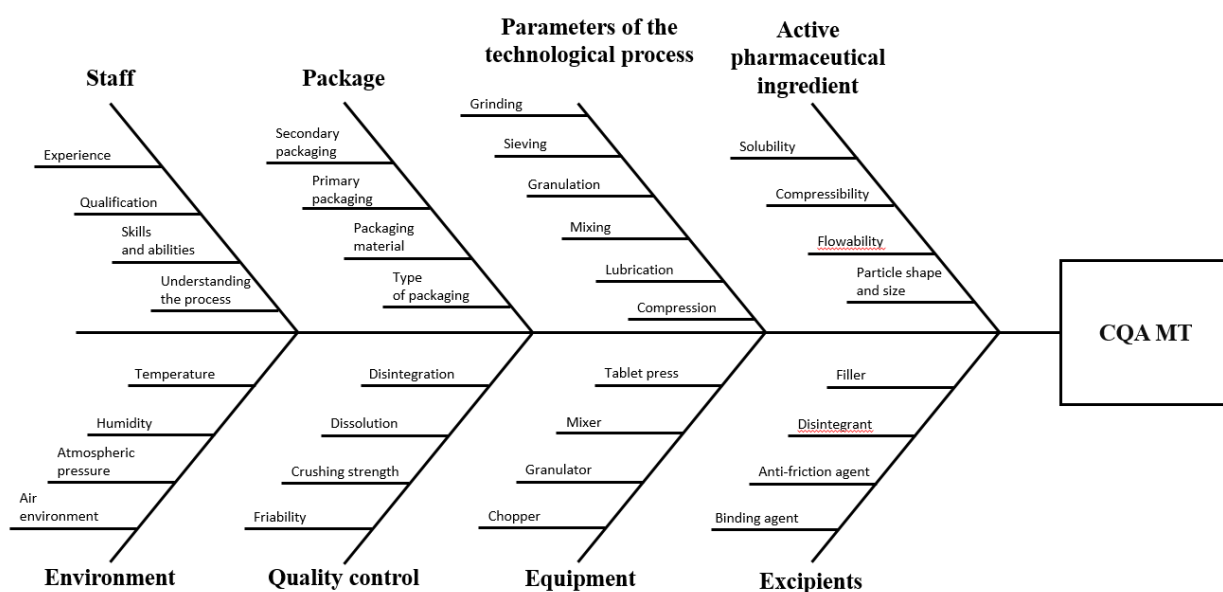 Staff
Experience
Qualification
Skills
and abilities
Understanding
the process
Package
Secondary
packaging
Primary
packaging
Packaging
material
Type
of packaging
Parameters of the
technological process
Grinding
Sieving
Granulation
Mixing
Lubrication
Compression
Active
pharmaceutical
ingredient
Solubility
Compressibility
Flowability
Particle shape
and size
CQA MT
Temperature
Humidity
Atmospheric
pressure
Air
environment
Environment
Disintegration
Dissolution
Crushing strength
Friability
Quality control
Tablet press
Mixer
Granulator
Chopper
Equipment
Filler
Disintegrant
Anti-friction agent
Binding agent
Excipients